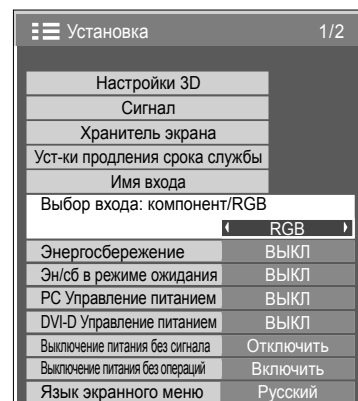 Установка 1/2
Настройки 3D
Сигнал
Хранитель экрана
Уст-ки продления срока службы
Имя входа
Выбор входа: компонент/RGB
RGB
Энергосбережение ВЫКЛ
Эн/сб в режиме ожидания ВЫКЛ
PC Управление питанием ВЫКЛ
DVI-D Управление питанием ВЫКЛ
Выключение питания без сигнала Отключить
Выключение питания без операций Включить
Язык экранного меню Русский